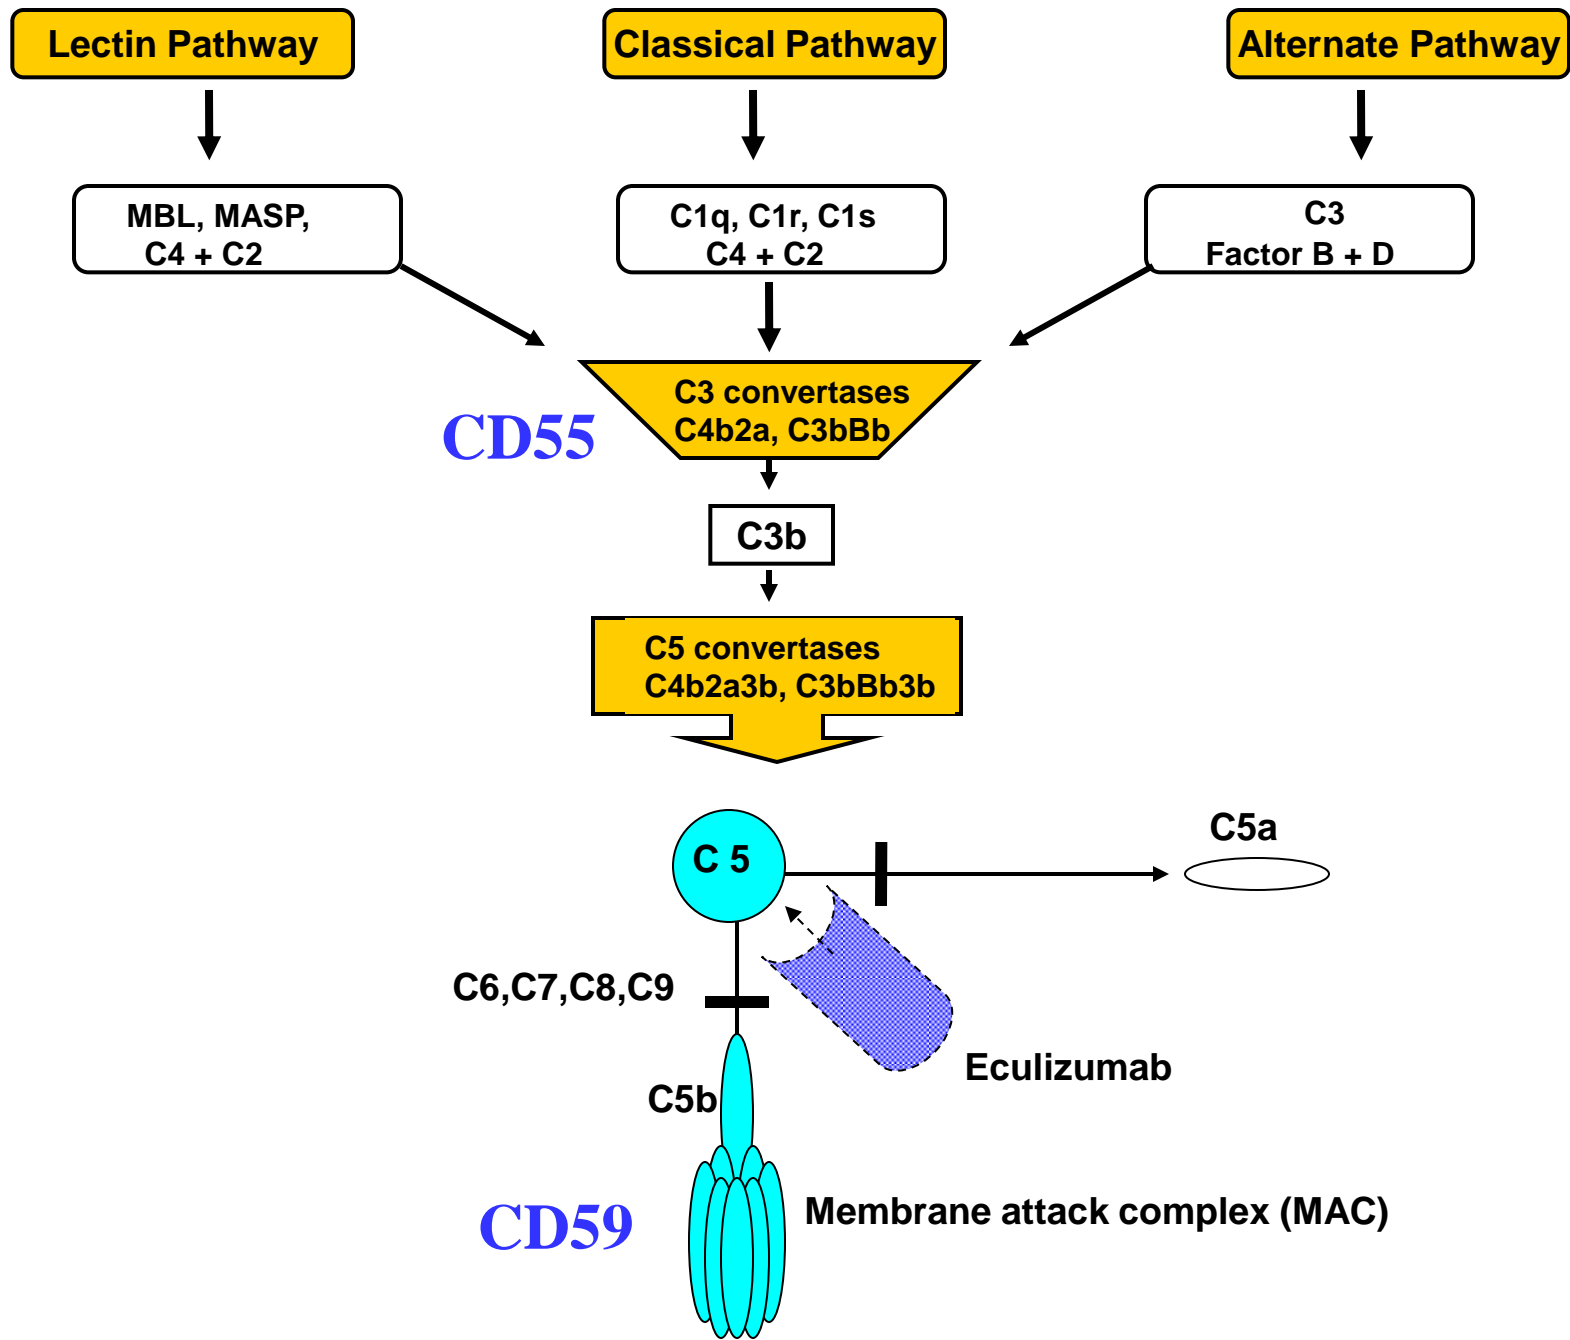 Lectin Pathway
Classical Pathway
Alternate Pathway
MBL, MASP,
C4 + C2
C1q, C1r, C1s
C4 + C2
C3
Factor B + D
C3 convertases
C4b2a, C3bBb
CD55
C3b
C5 convertases
C4b2a3b, C3bBb3b
C 5
C5a
C6,C7,C8,C9
Eculizumab
C5b
Membrane attack complex (MAC)
CD59